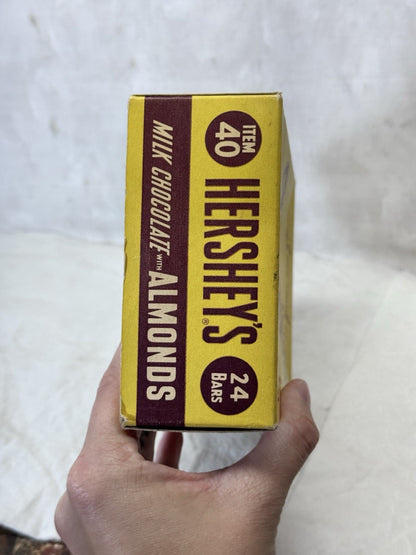 ITEM
40
HERSHEY'S®
24
BARS
MILK CHOCOLATE WITH ALMONDS